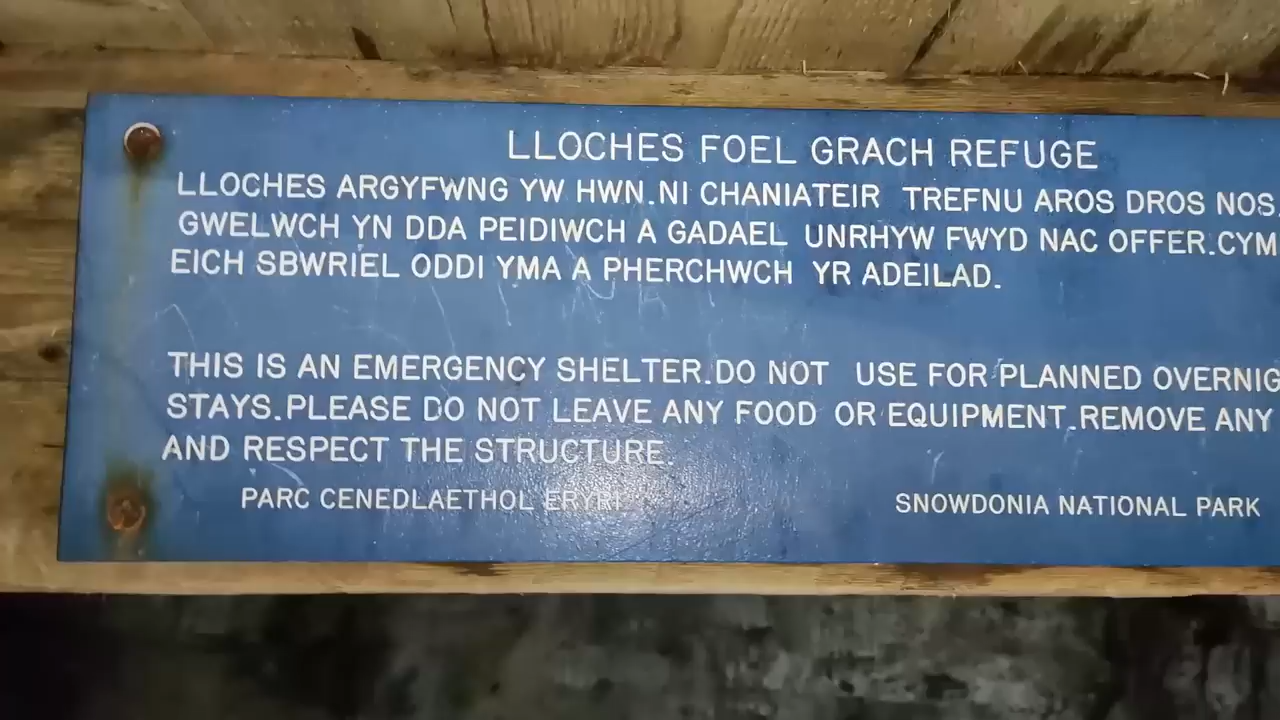 LLOCHES FOEL GRACH REFUGE
LLOCHES ARGYFWNG YW HWN. NI CHANIATEIR TREFNU AROS DROS NOS
GWELWCH YN DDA PEIDIWCH A GADAEL UNRHYW FWYD NAC OFFER. CYM
EICH SBWRIEL ODDI YMA A PHERCHWCH YR ADEILAD.
THIS IS AN EMERGENCY SHELTER. DO NOT USE FOR PLANNED OVERNIG
STAYS. PLEASE DO NOT LEAVE ANY FOOD OR EQUIPMENT. REMOVE ANY
AND RESPECT THE STRUCTURE.
PARC CENEDLAETHOL ERYRI SNOWDONIA NATIONAL PARK